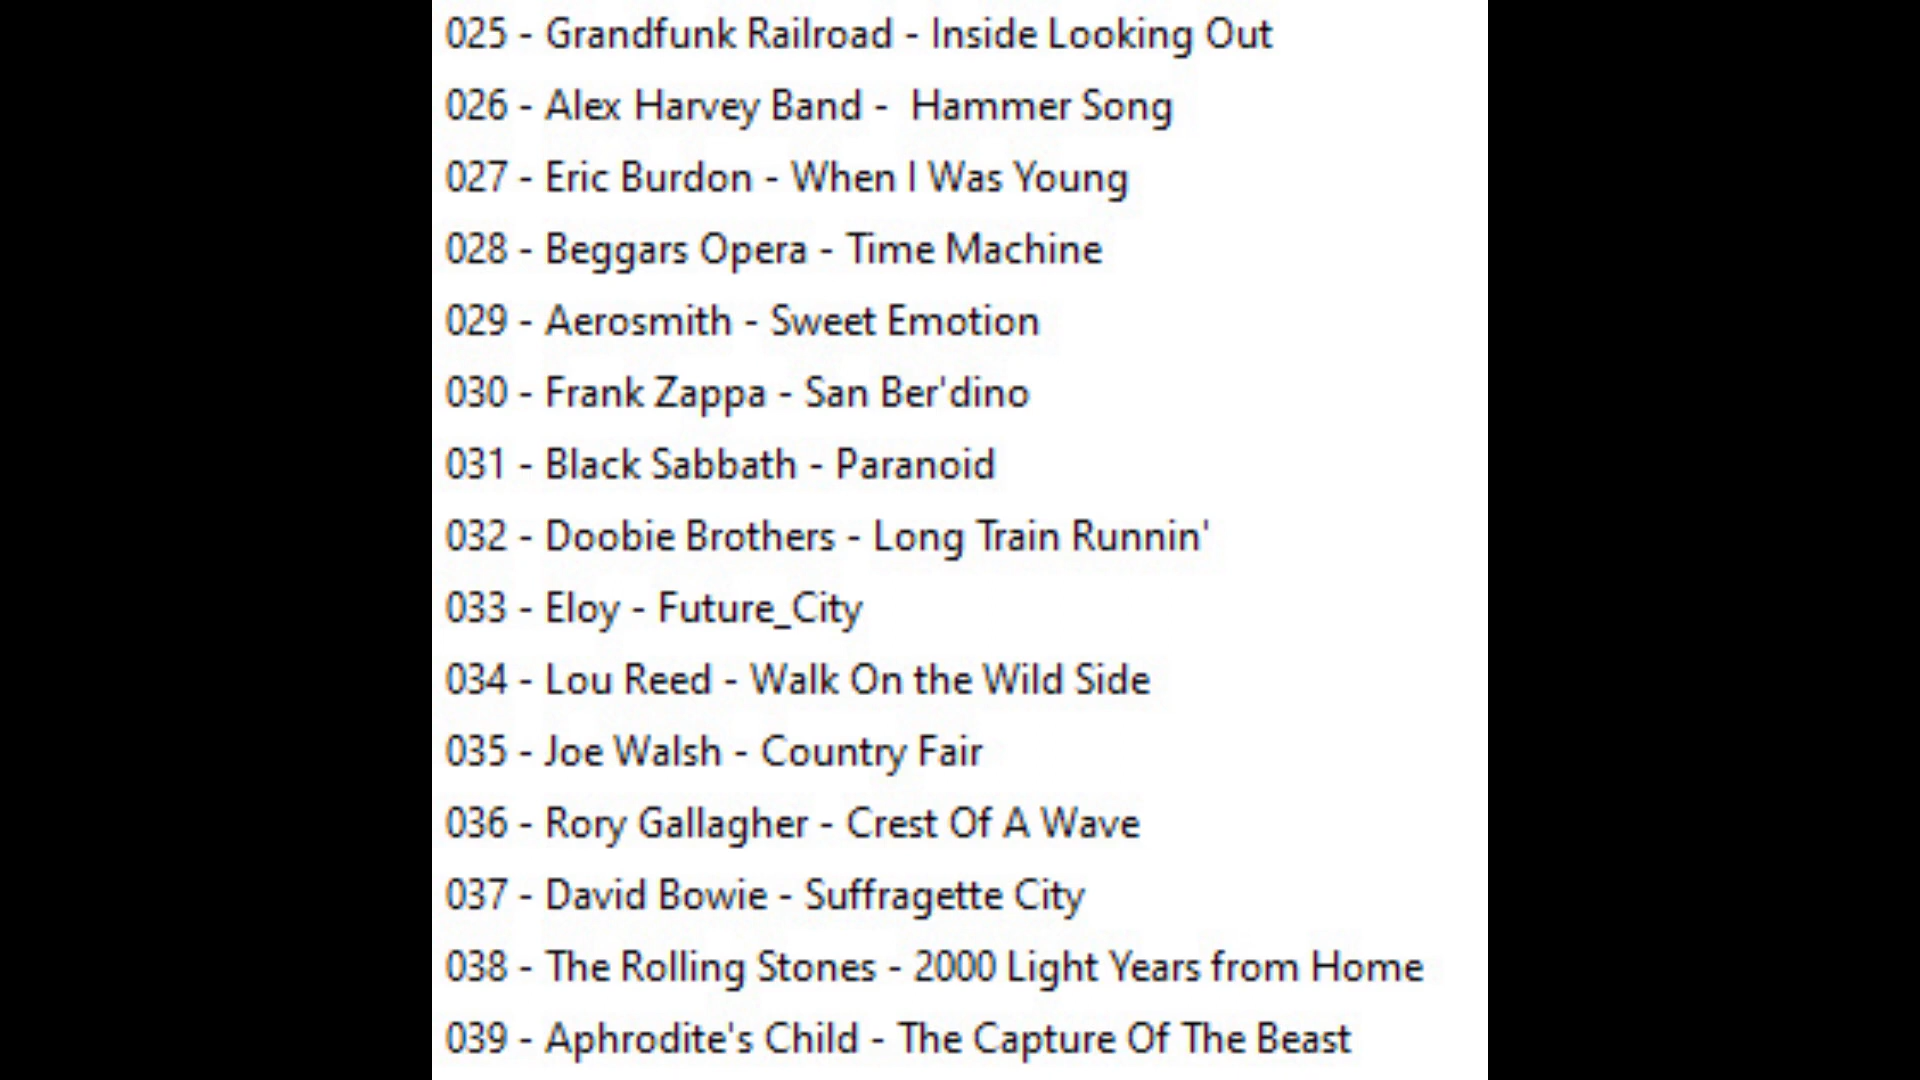 025 - Grandfunk Railroad - Inside Looking Out
026 - Alex Harvey Band -  Hammer Song
027 - Eric Burdon - When I Was Young
028 - Beggars Opera - Time Machine
029 - Aerosmith - Sweet Emotion
030 - Frank Zappa - San Ber'dino
031 - Black Sabbath - Paranoid
032 - Doobie Brothers - Long Train Runnin'
033 - Eloy - Future_City
034 - Lou Reed - Walk On the Wild Side
035 - Joe Walsh - Country Fair
036 - Rory Gallagher - Crest Of A Wave
037 - David Bowie - Suffragette City
038 - The Rolling Stones - 2000 Light Years from Home
039 - Aphrodite's Child - The Capture Of The Beast